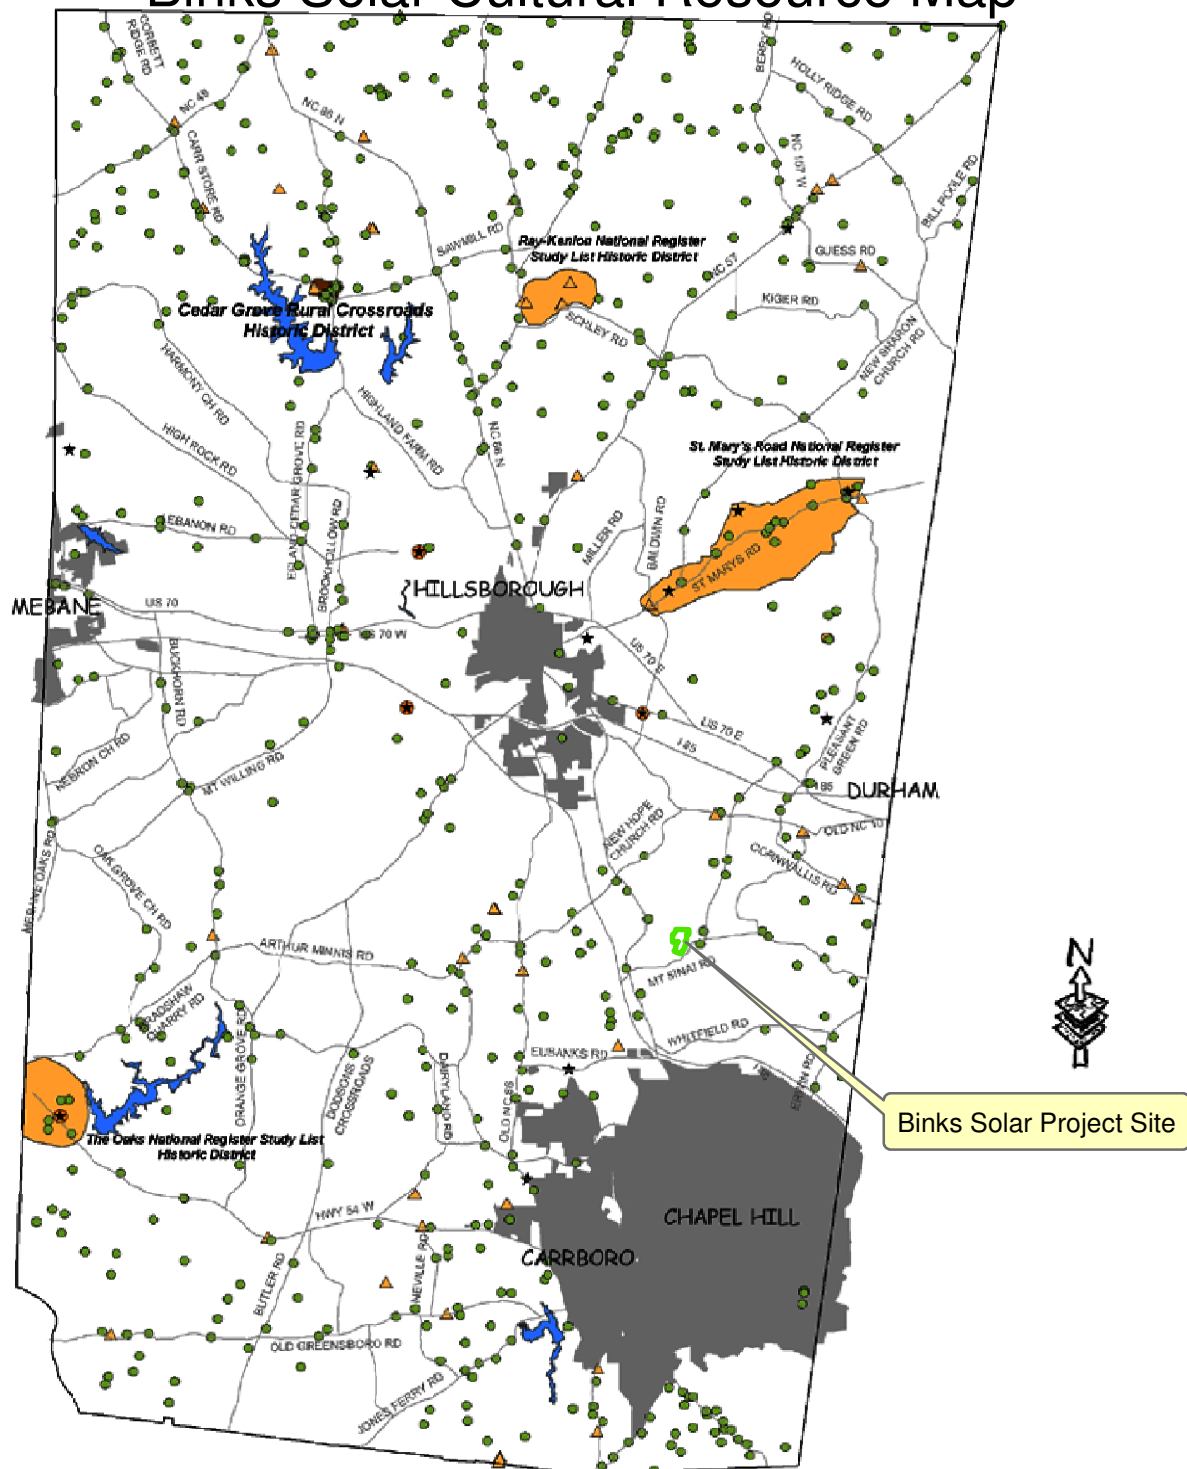 Binks Solar Cultural Resource Map
CORBETT
RIDGE RD
BERRY RD
HOLLY RIDGE RD
NC 49
NC 86 N
CARR STORE RD
NC 157 W
BILL POOLE RD
SAWMILL RD
Ray-Kenion National Register
Study List Historic District
GUESS RD
NC 57
KIGER RD
Cedar Grove Rural Crossroads
Historic District
SCHLEY RD
NEW SHARON
CHURCH RD
HARMONY CH RD
HIGHLAND FARM RD
HIGH ROCK RD
EFLAND CEDAR GROVE RD
NC 86 N
St. Mary's Road National Register
Study List Historic District
LEBANON RD
BROOKHOLLOW RD
MILLER RD
BALDWIN RD
ST MARYS RD
HILLSBOROUGH
MEBANE
US 70
US 70 W
US 70 E
BUCKHORN RD
US 70 E
I 85
PLEASANT
GREEN RD
HEBRON CH RD
MT WILLING RD
I 85
DURHAM
NEW HOPE
CHURCH RD
OLD NC 10
MEBANE OAKS RD
OAK GROVE CH RD
CORNWALLIS RD
ARTHUR MINNIS RD
MT SINAI RD
N
BRADSHAW
QUARRY RD
ORANGE GROVE RD
WHITFIELD RD
EUBANKS RD
DODSONS
CROSSROADS
DAIRYLAND RD
OLD NC 86
ERWIN RD
Binks Solar Project Site
The Oaks National Register Study List
Historic District
HWY 54 W
CHAPEL HILL
CARRBORO
BUTLER RD
NEVILLE RD
OLD GREENSBORO RD
JONES FERRY RD